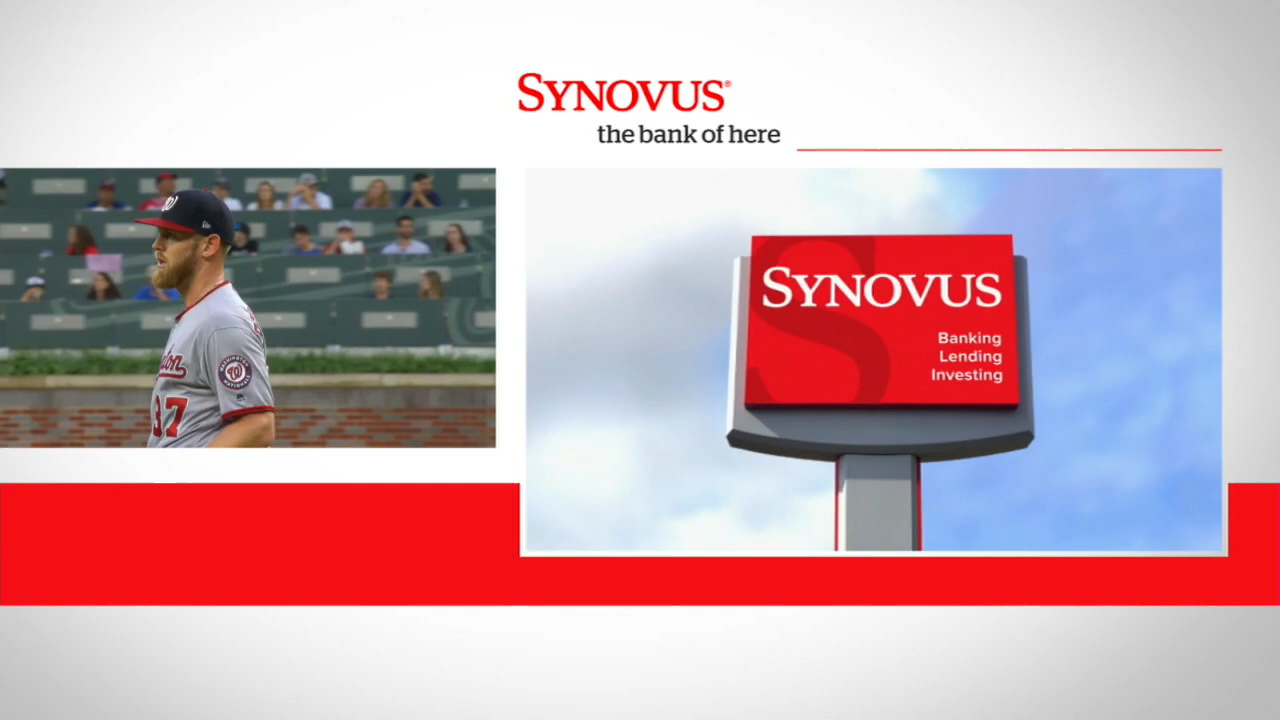 SYNOVUS®
the bank of here
W
WASHINGTON
W
NATIONALS
37
SYNOVUS
Banking
Lending
Investing